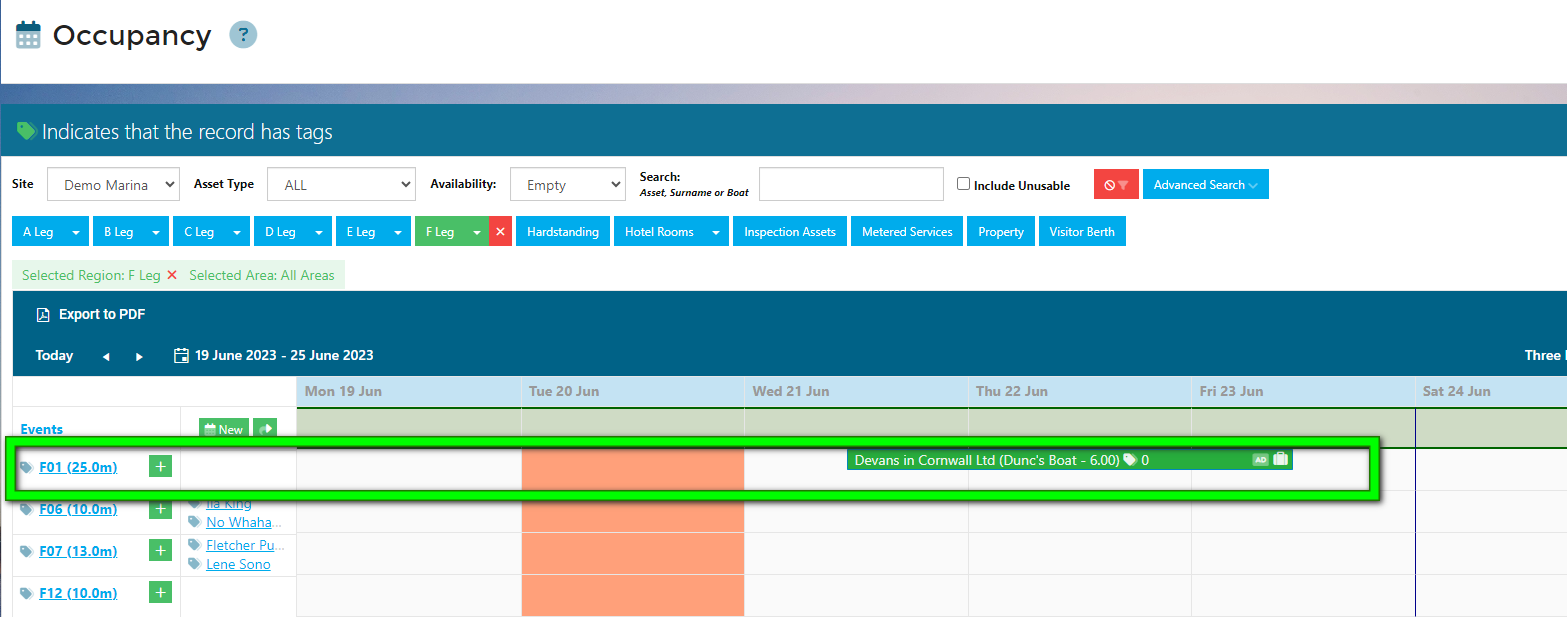 Occupancy ?
Indicates that the record has tags
Site Demo Marina Asset Type ALL Availability: Empty Search: Asset, Surname or Boat Include Unusable Advanced Search
A Leg B Leg C Leg D Leg E Leg F Leg × Hardstanding Hotel Rooms Inspection Assets Metered Services Property Visitor Berth
Selected Region: F Leg × Selected Area: All Areas
Export to PDF
Today 19 June 2023 - 25 June 2023 Three
Mon 19 Jun Tue 20 Jun Wed 21 Jun Thu 22 Jun Fri 23 Jun Sat 24 Jun
Events New
F01 (25.0m) + Devans in Cornwall Ltd (Dunc's Boat - 6.00) 0 AD
F06 (10.0m) + King
No Whaha...
F07 (13.0m) + Fletcher Pu...
Lene Sono
F12 (10.0m) +